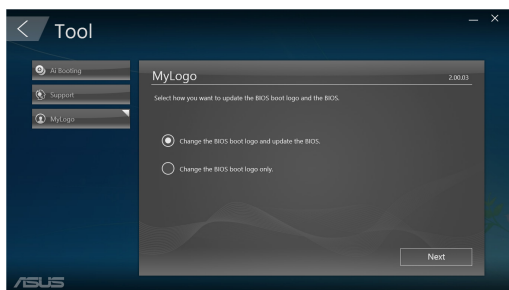 Tool
Ai Booting
Support
MyLogo
MyLogo
2.00.03
Select how you want to update the BIOS boot logo and the BIOS.
Change the BIOS boot logo and update the BIOS.
Change the BIOS boot logo only.
Next
ASUS